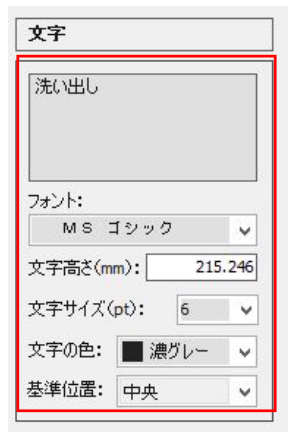 文字
洗い出し
フォント:
ＭＳ ゴシック
文字高さ(mm): 215.246
文字サイズ(pt): 6
文字の色: 濃グレー
基準位置: 中央